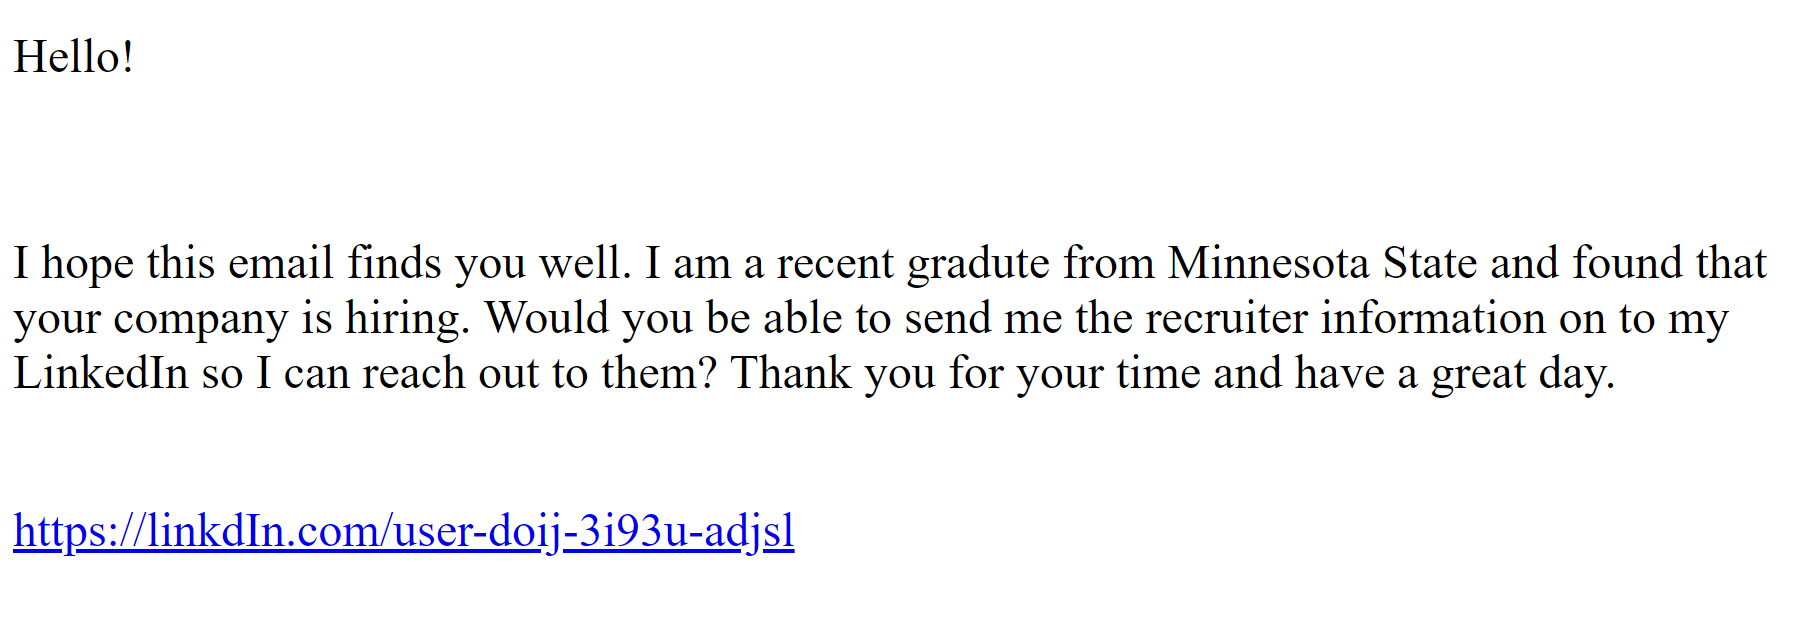 Hello!
I hope this email finds you well. I am a recent gradute from Minnesota State and found that
your company is hiring. Would you be able to send me the recruiter information on to my
LinkedIn so I can reach out to them? Thank you for your time and have a great day.
https://linkdIn.com/user-doij-3i93u-adjsl